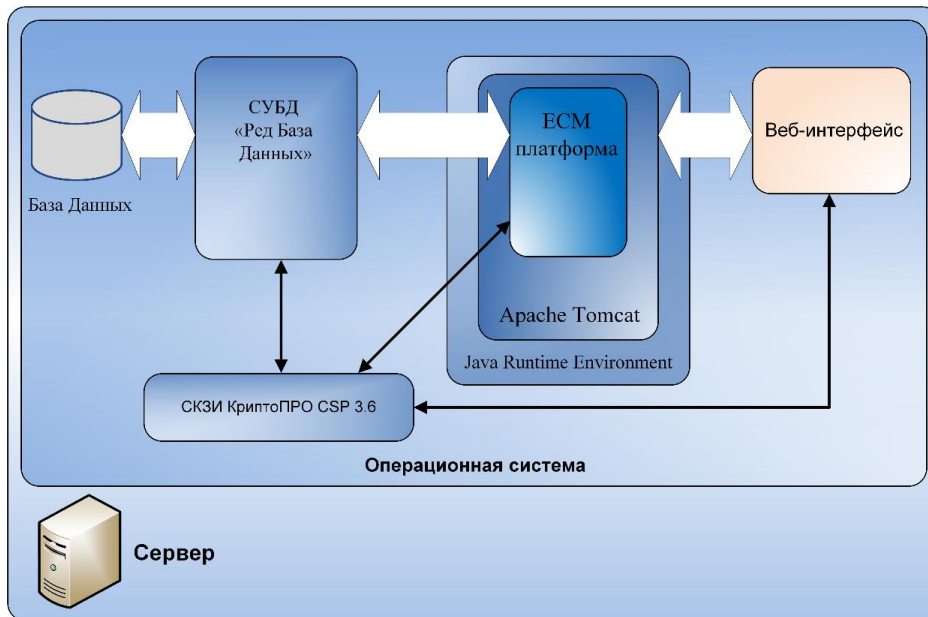 СУБД
«Ред База
Данных»
ECM
платформа
Веб-интерфейс
База Данных
Apache Tomcat
Java Runtime Environment
СКЗИ КриптоПРО CSP 3.6
Операционная система
Сервер